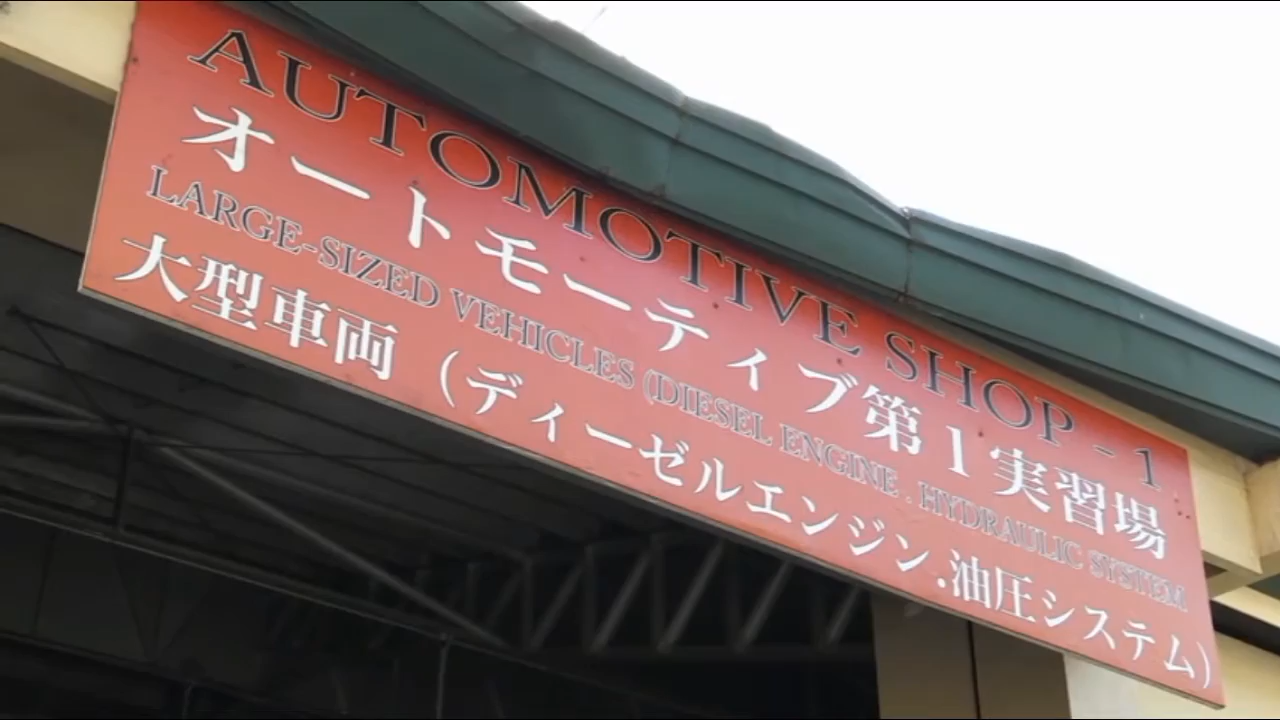 AUTOMOTIVE SHOP - 1
オートモーティブ第1実習場
LARGE-SIZED VEHICLES (DIESEL ENGINE . HYDRAULIC SYSTEM
大型車両（ディーゼルエンジン.油圧システム)